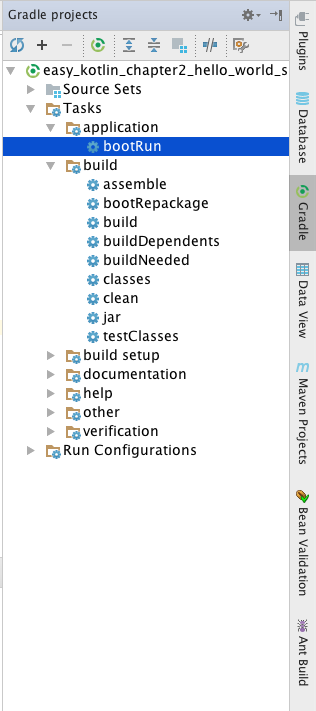 Gradle projects
easy_kotlin_chapter2_hello_world_s
Source Sets
Tasks
application
bootRun
build
assemble
bootRepackage
build
buildDependents
buildNeeded
classes
clean
jar
testClasses
build setup
documentation
help
other
verification
Run Configurations
Plugins
Database
Gradle
Data View
m
Maven Projects
Bean Validation
Ant Build